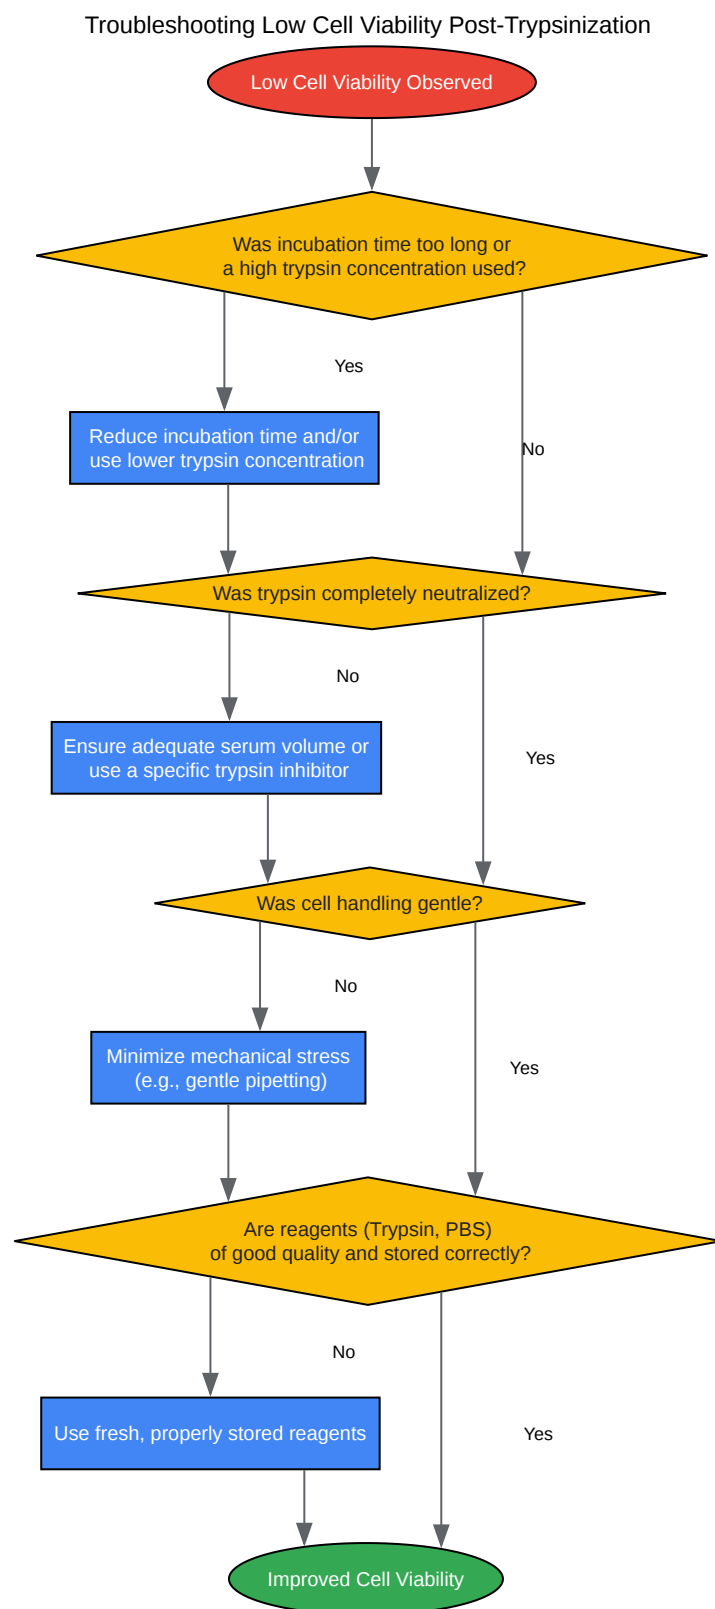 Troubleshooting Low Cell Viability Post-Trypsinization
Low Cell Viability Observed
Was incubation time too long or
a high trypsin concentration used?
Yes
Reduce incubation time and/or
use lower trypsin concentration
No
Was trypsin completely neutralized?
No
Ensure adequate serum volume or
use a specific trypsin inhibitor
Yes
Was cell handling gentle?
No
Minimize mechanical stress
(e.g., gentle pipetting)
Yes
Are reagents (Trypsin, PBS)
of good quality and stored correctly?
No
Use fresh, properly stored reagents
Yes
Improved Cell Viability